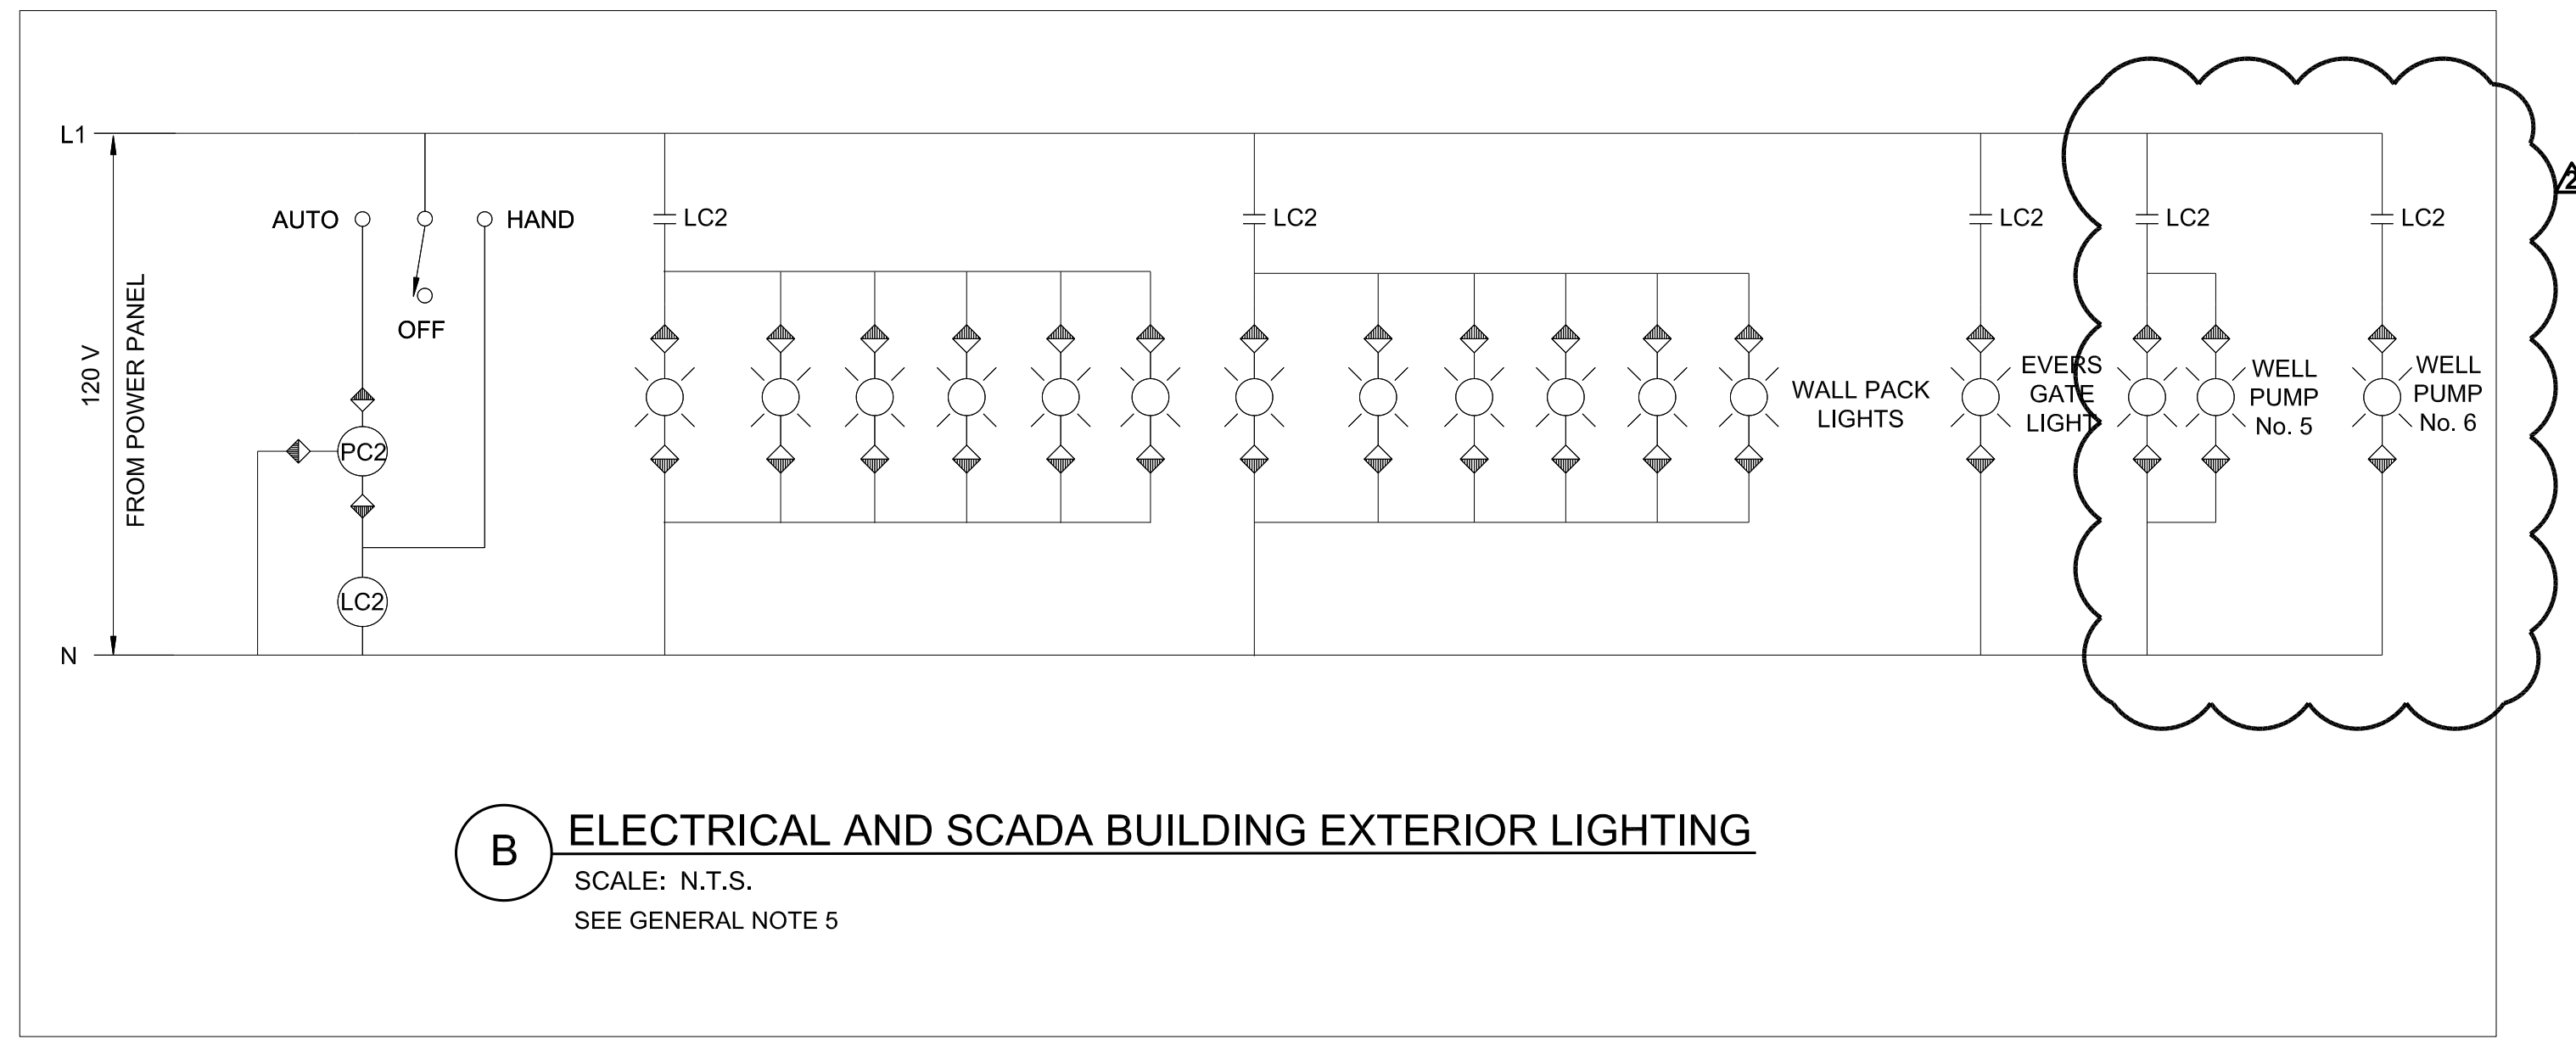 L1
120 V
FROM POWER PANEL
N
AUTO
HAND
OFF
PC2
LC2
LC2
LC2
WALL PACK
LIGHTS
LC2
EVERS
GATE
LIGHT
LC2
WELL
PUMP
No. 5
LC2
WELL
PUMP
No. 6
2
B
ELECTRICAL AND SCADA BUILDING EXTERIOR LIGHTING
SCALE: N.T.S.
SEE GENERAL NOTE 5